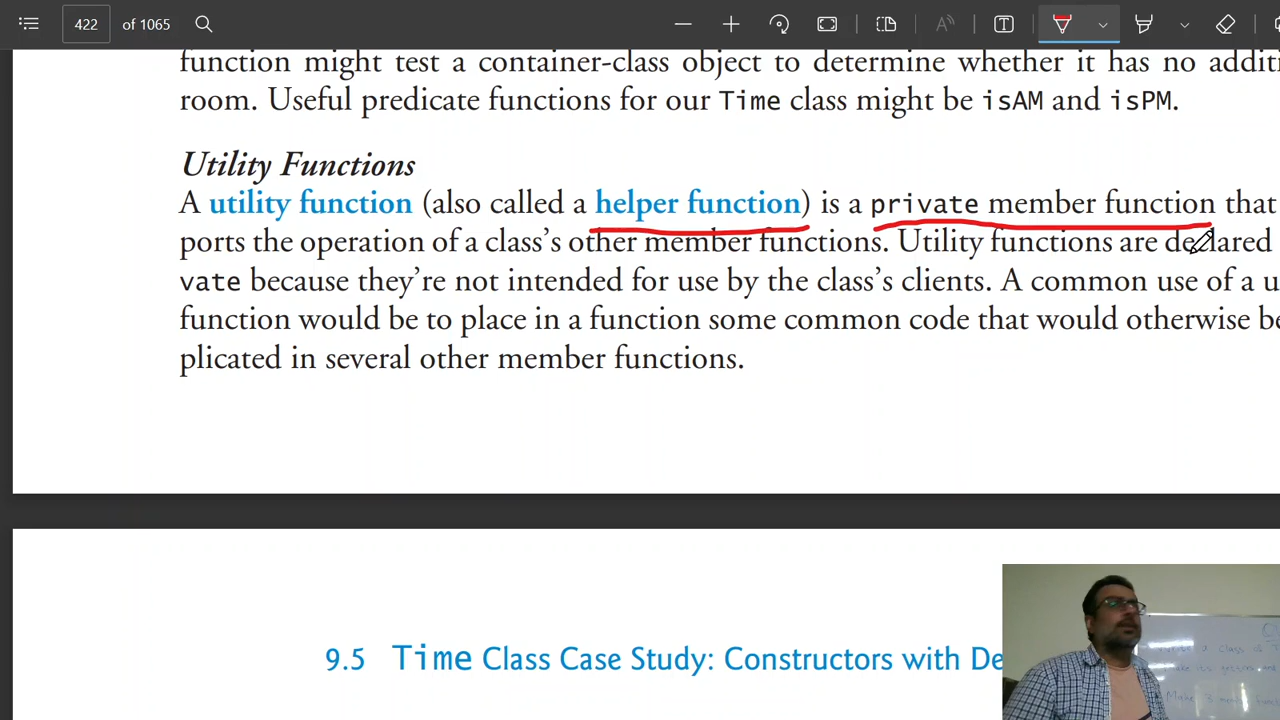 422 of 1065
function might test a container-class object to determine whether it has no additi
room. Useful predicate functions for our Time class might be isAM and isPM.
Utility Functions
A utility function (also called a helper function) is a private member function that
ports the operation of a class's other member functions. Utility functions are declared
vate because they're not intended for use by the class's clients. A common use of a u
function would be to place in a function some common code that would otherwise be
plicated in several other member functions.
9.5 Time Class Case Study: Constructors with De